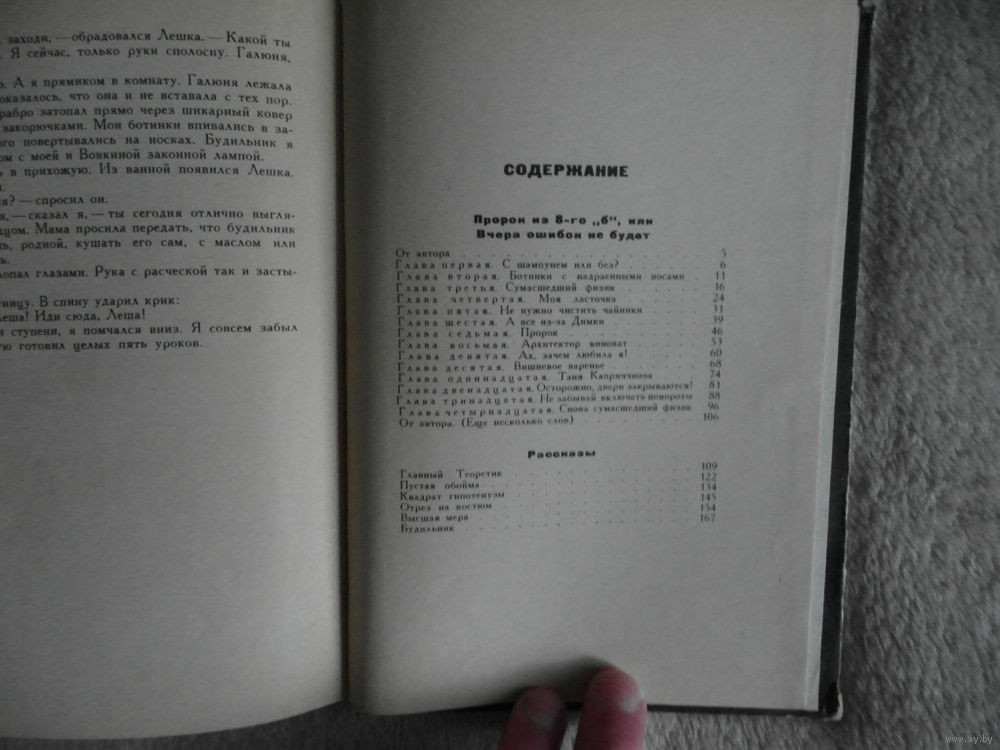 заходи, — обрадовался Лешка. — Какой ты
Я сейчас, только руки сполосну. Галюня,
А я прямиком в комнату. Галюня лежала
оказалось, что она и не вставала с тех пор.
рабро затопал прямо через шикарный ковер
закорючками. Мои ботинки впивались в за-
ого повертывались на носках. Будильник я
ом с моей и Вовкиной законной лампой.
ь в прихожую. Из ванной появился Лешка.
я? — спросил он.
я, — сказал я, — ты сегодня отлично выгля-
дцом. Мама просила передать, что будильник
ть, родной, кушать его сам, с маслом или
ь.
лопал глазами. Рука с расческой так и засты-
тницу. В спину ударил крик:
Леша! Иди сюда, Леша!
и ступени, я помчался вниз. Я совсем забыл
ую готовил целых пять уроков.
СОДЕРЖАНИЕ
Пророк из 8-го „б“, или
Вчера ошибок не будет
От автора 5
Глава первая. С шампунем или без? 6
Глава вторая. Ботинки с надраенными носами 11
Глава третья. Сумасшедший физик 16
Глава четвертая. Моя ласточка 24
Глава пятая. Не нужно чистить чайники 31
Глава шестая. А все из-за Димки 39
Глава седьмая. Пророк 46
Глава восьмая. Архитектор виноват 53
Глава девятая. Ах, зачем любила я! 60
Глава десятая. Вишневое варенье 68
Глава одиннадцатая. Таня Каприччиоза 74
Глава двенадцатая. Осторожно, двери закрываются! 81
Глава тринадцатая. Не забывай включать повороты 88
Глава четырнадцатая. Снова сумасшедший физик 96
От автора. (Еще несколько слов) 106
Рассказы
Главный Теоретик 109
Пустая обойма 122
Квадрат гипотенузы 134
Отрез на костюм 145
Высшая мера 154
Будильник 167
www.ay.by